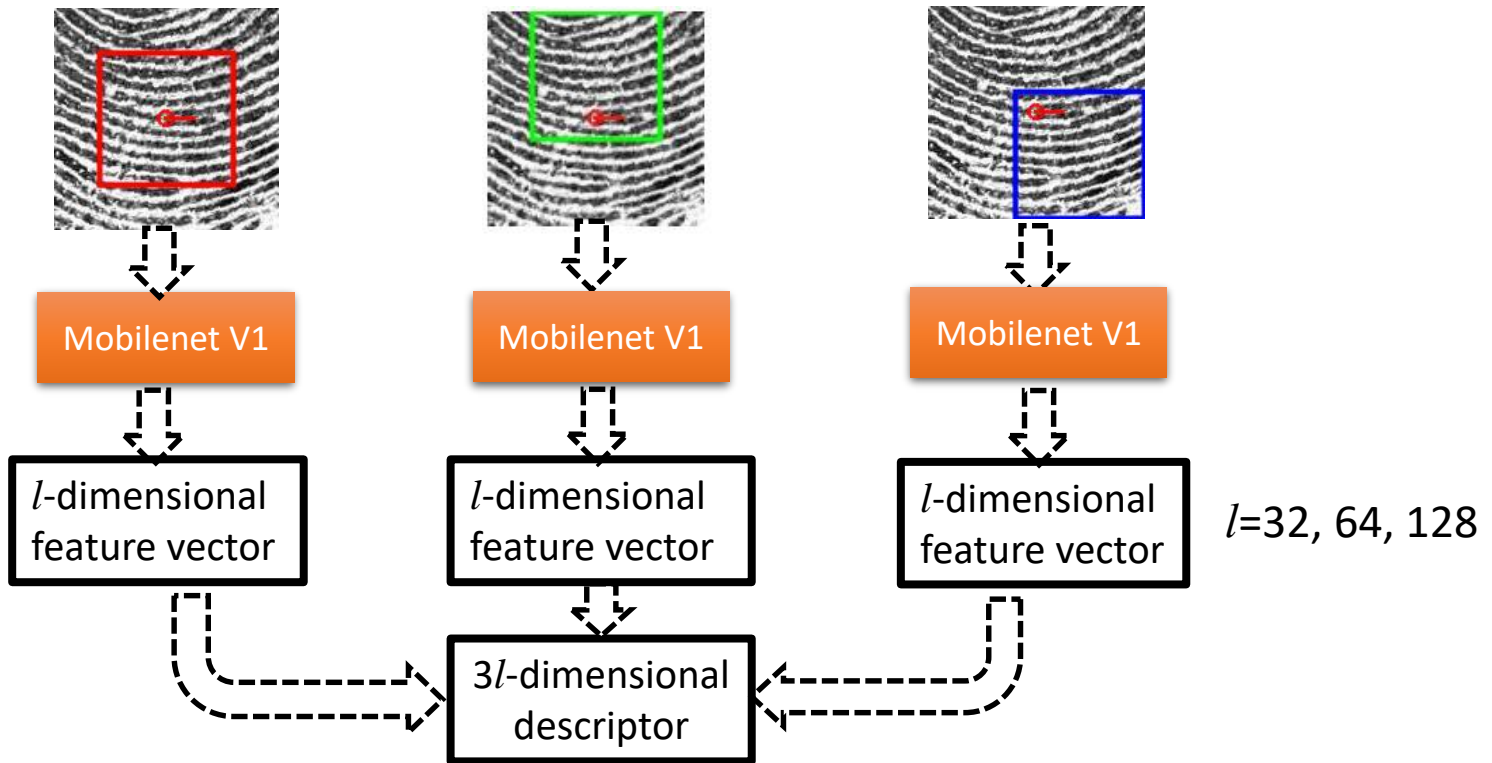 Mobilenet V1
Mobilenet V1
Mobilenet V1
l-dimensional
feature vector
l-dimensional
feature vector
l-dimensional
feature vector
l=32, 64, 128
3l-dimensional
descriptor